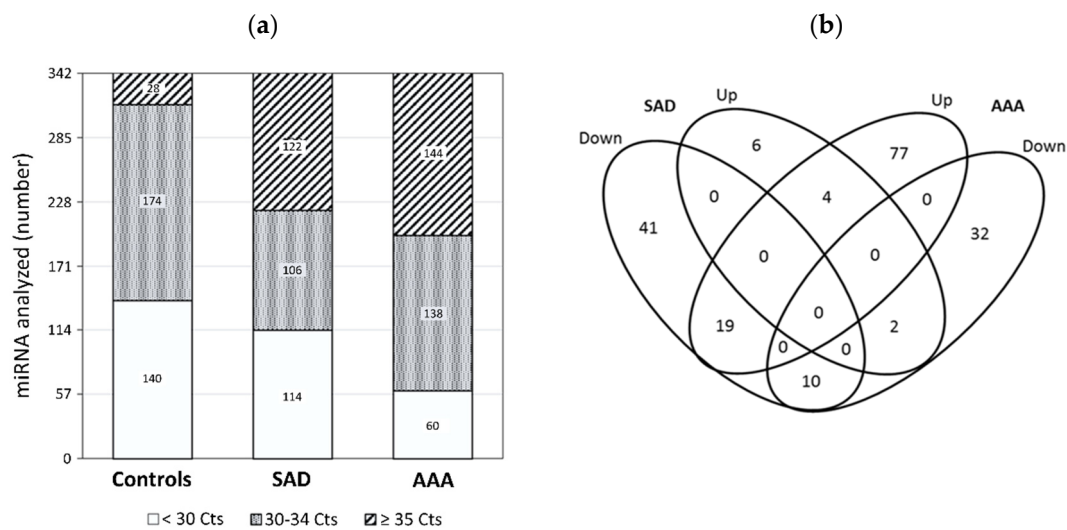 (a)
miRNA analyzed (number)
342
285
228
171
114
57
0
28
174
140
122
106
114
144
138
60
Controls SAD AAA
< 30 Cts 30-34 Cts ≥ 35 Cts
(b)
SAD Up Up AAA
Down Down
6 77
0 4 0
41 32
0 0
19 0 2
0 0
10